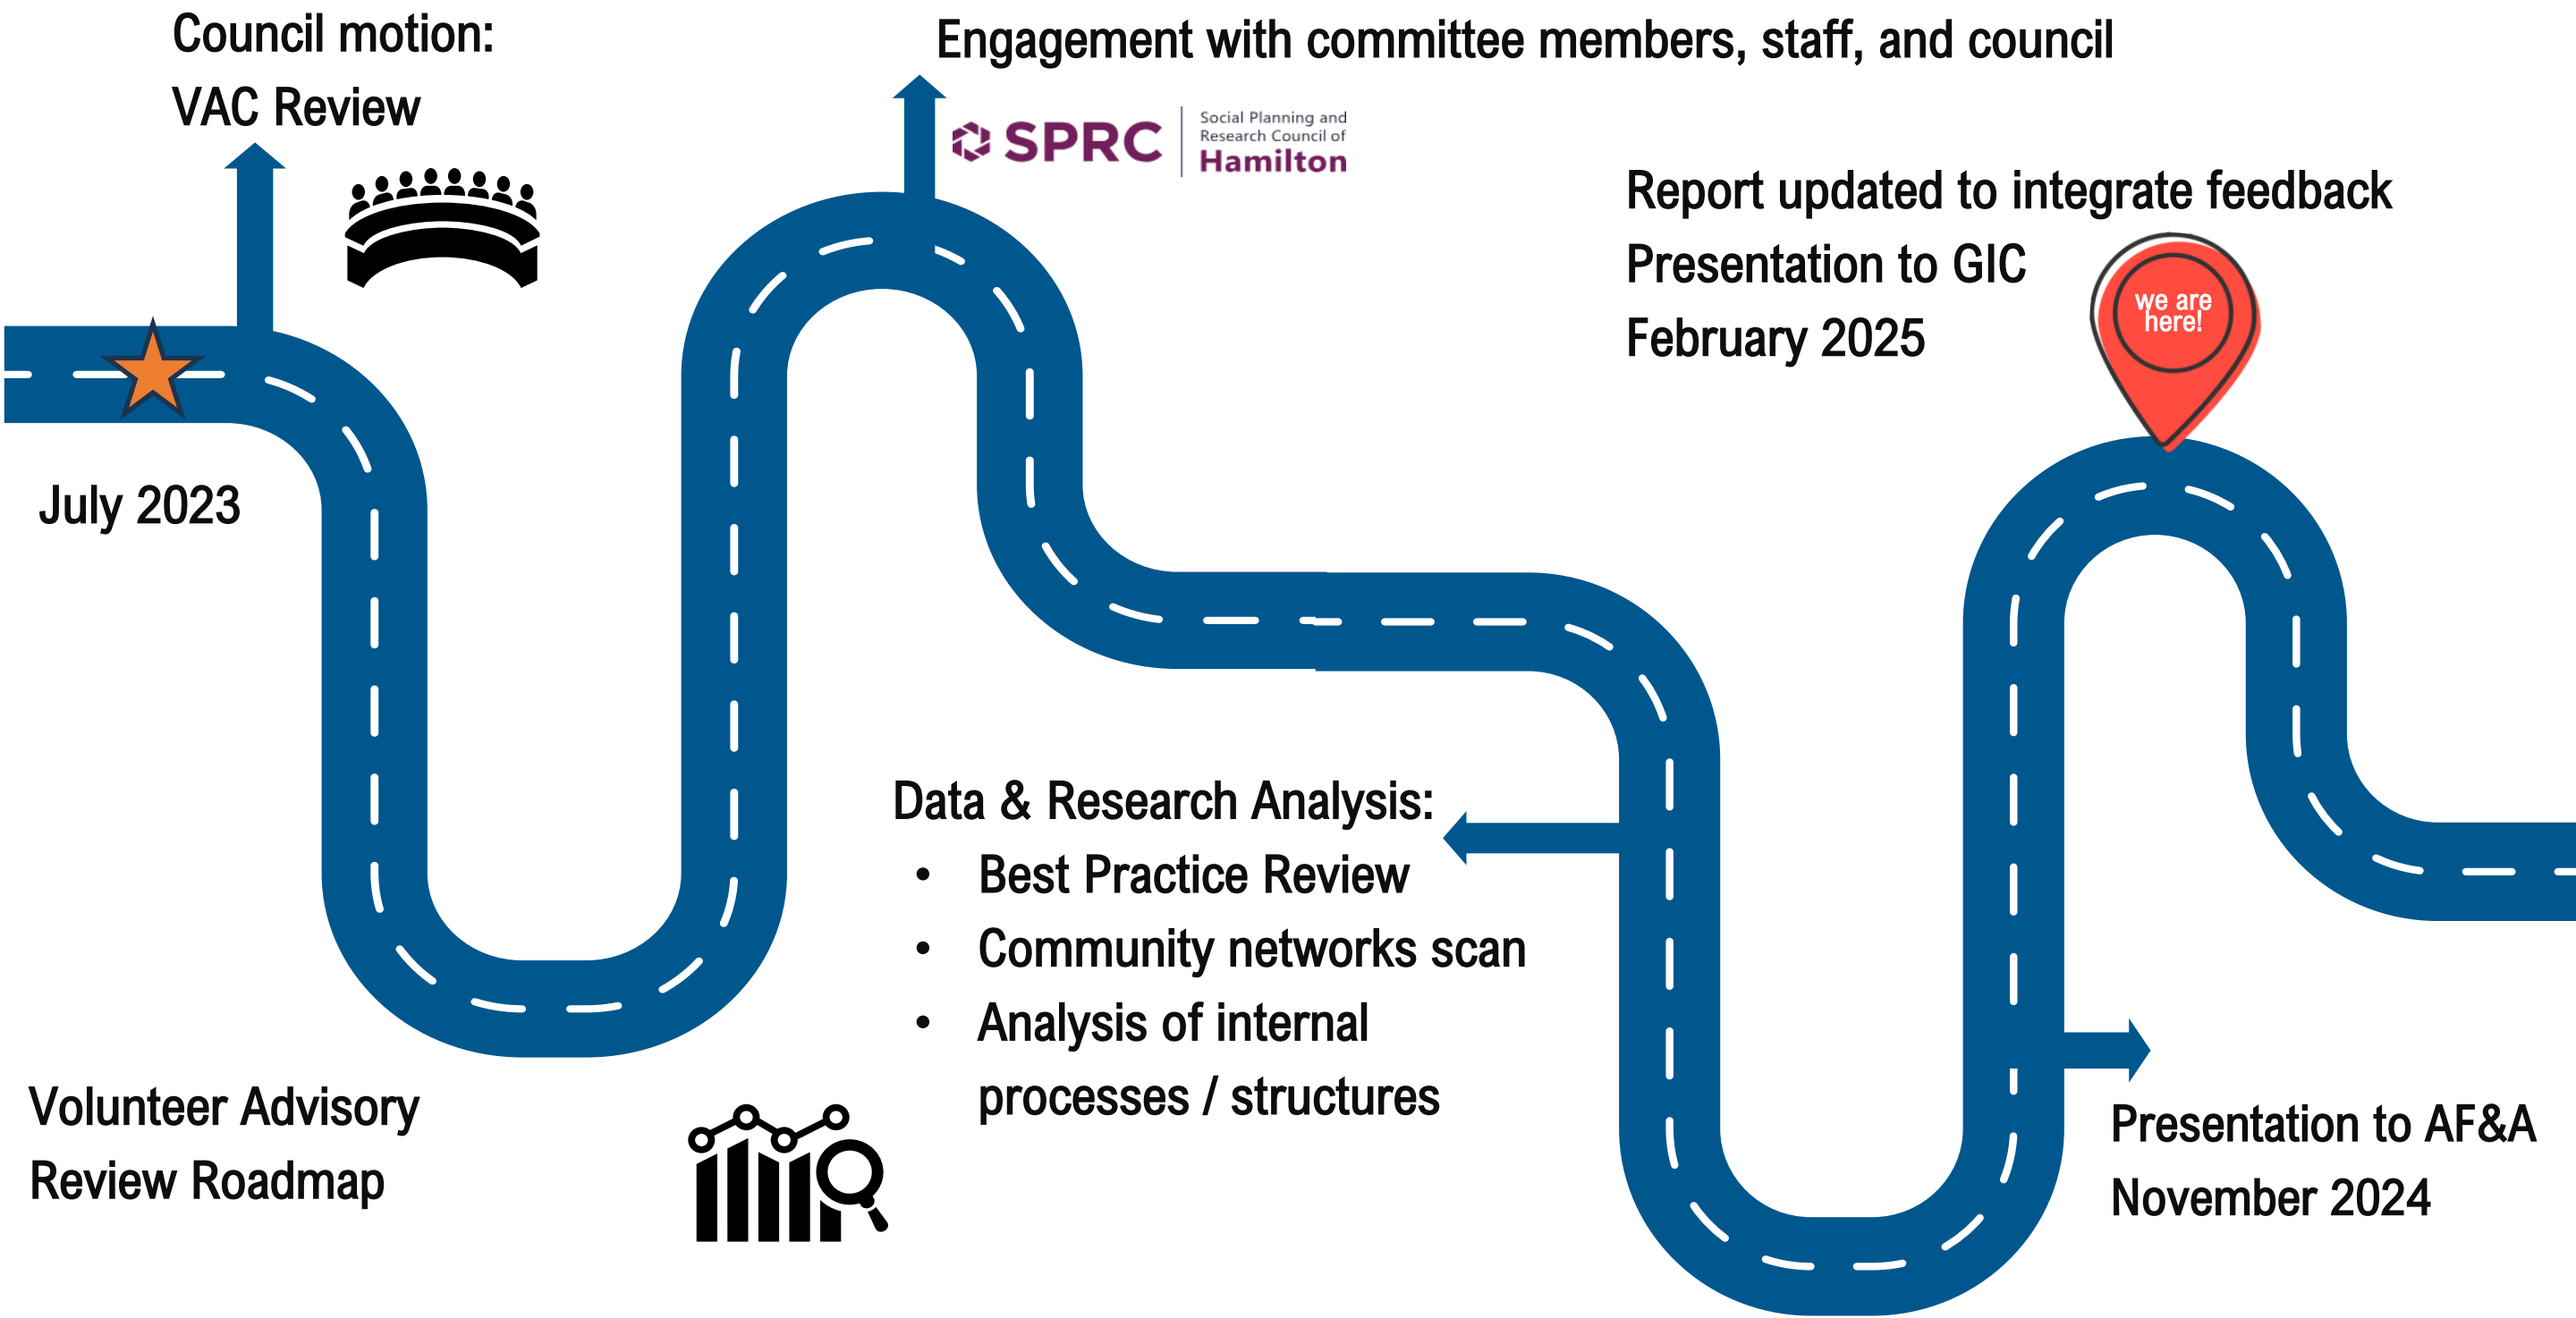 Council motion:
VAC Review
July 2023
Engagement with committee members, staff, and council
SPRC
Social Planning and
Research Council of
Hamilton
Data & Research Analysis:
• Best Practice Review
• Community networks scan
• Analysis of internal
processes / structures
Presentation to AF&A
November 2024
Report updated to integrate feedback
Presentation to GIC
February 2025
we are
here!
Volunteer Advisory
Review Roadmap